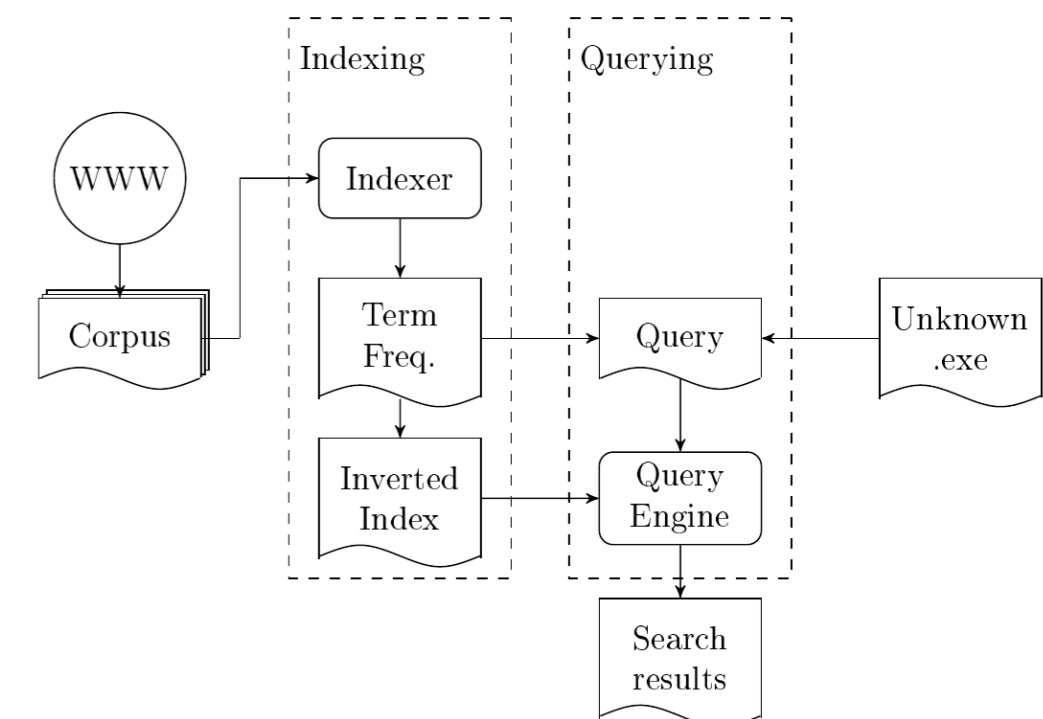 Indexing
Querying
WWW
Indexer
Corpus
Term
Freq.
Query
Unknown
.exe
Inverted
Index
Query
Engine
Search
results